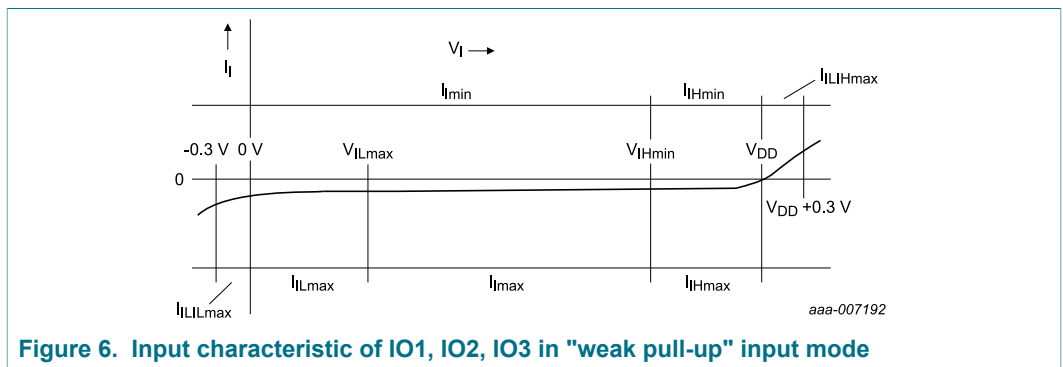 V_I
I_I
I_ILIHmax
I_Imin
I_IHmin
-0.3 V
0 V
V_ILmax
V_IHmin
V_DD
0
V_DD +0.3 V
I_ILmax
I_Imax
I_IHmax
I_ILILmax
aaa-007192
Figure 6. Input characteristic of IO1, IO2, IO3 in "weak pull-up" input mode